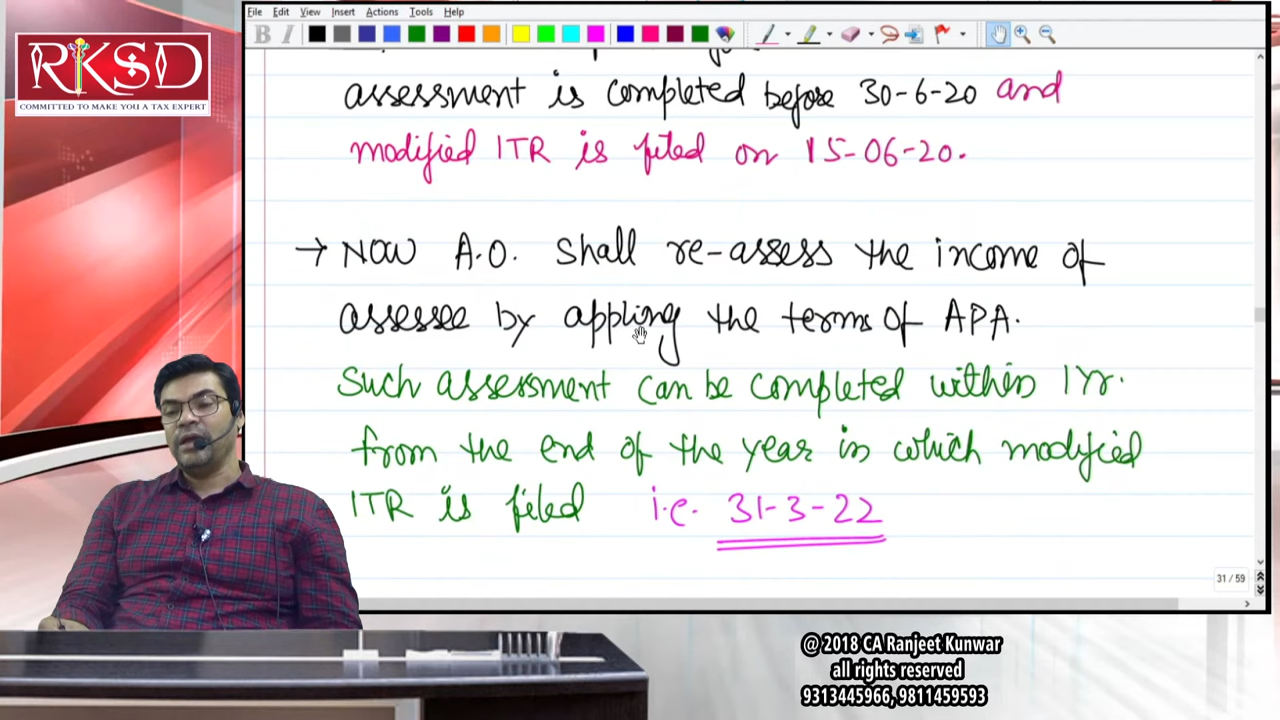 File Edit View Insert Actions Tools Help
B I
RKSD
COMMITTED TO MAKE YOU A TAX EXPERT
assessment is completed before 30-6-20 and
modified ITR is filed on 15-06-20.
→ Now A.O. Shall re-assess the income of
assessee by appling the terms of APA.
Such assessment can be completed within 1 Yr.
from the end of the year in which modified
ITR is filed i.e. 31-3-22
31 / 59
@ 2018 CA Ranjeet Kunwar
all rights reserved
9313445966, 9811459593